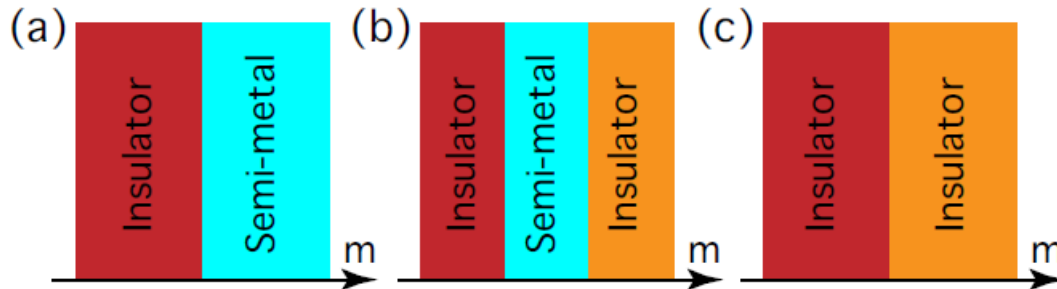 (a)
Insulator
Semi-metal
m
(b)
Insulator
Semi-metal
Insulator
m
(c)
Insulator
Insulator
m